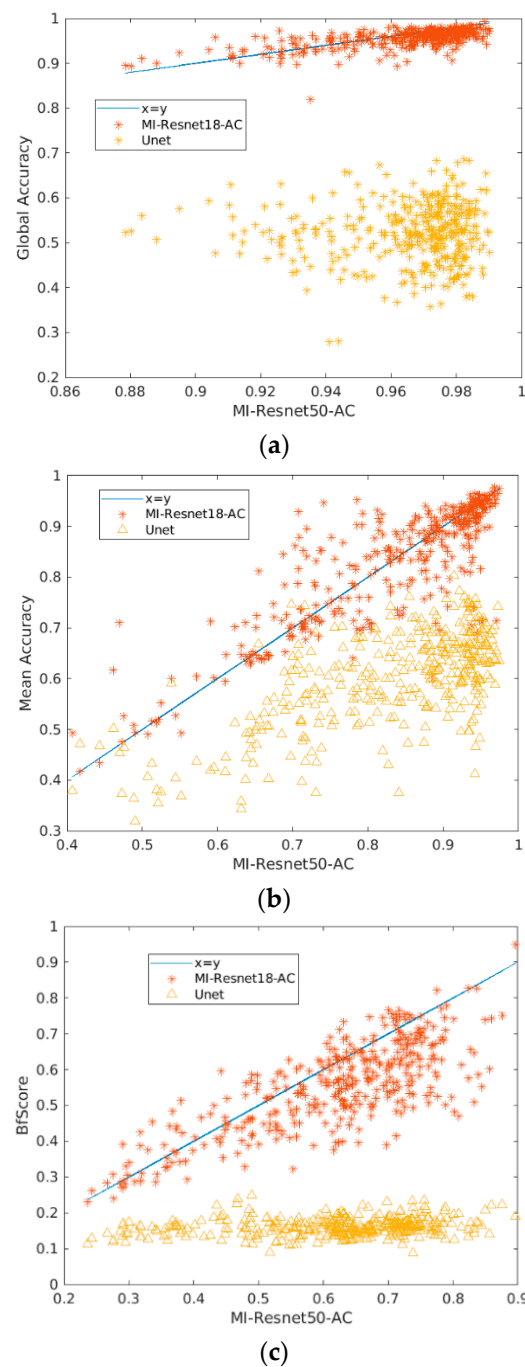 1
0.9
0.8
0.7
0.6
0.5
0.4
0.3
0.2
Global Accuracy
x=y
MI-Resnet18-AC
Unet
0.86 0.88 0.9 0.92 0.94 0.96 0.98 1
MI-Resnet50-AC
(a)
1
0.9
0.8
0.7
0.6
0.5
0.4
0.3
Mean Accuracy
x=y
MI-Resnet18-AC
Unet
0.4 0.5 0.6 0.7 0.8 0.9 1
MI-Resnet50-AC
(b)
1
0.9
0.8
0.7
0.6
0.5
0.4
0.3
0.2
0.1
0
BfScore
x=y
MI-Resnet18-AC
Unet
0.2 0.3 0.4 0.5 0.6 0.7 0.8 0.9
MI-Resnet50-AC
(c)